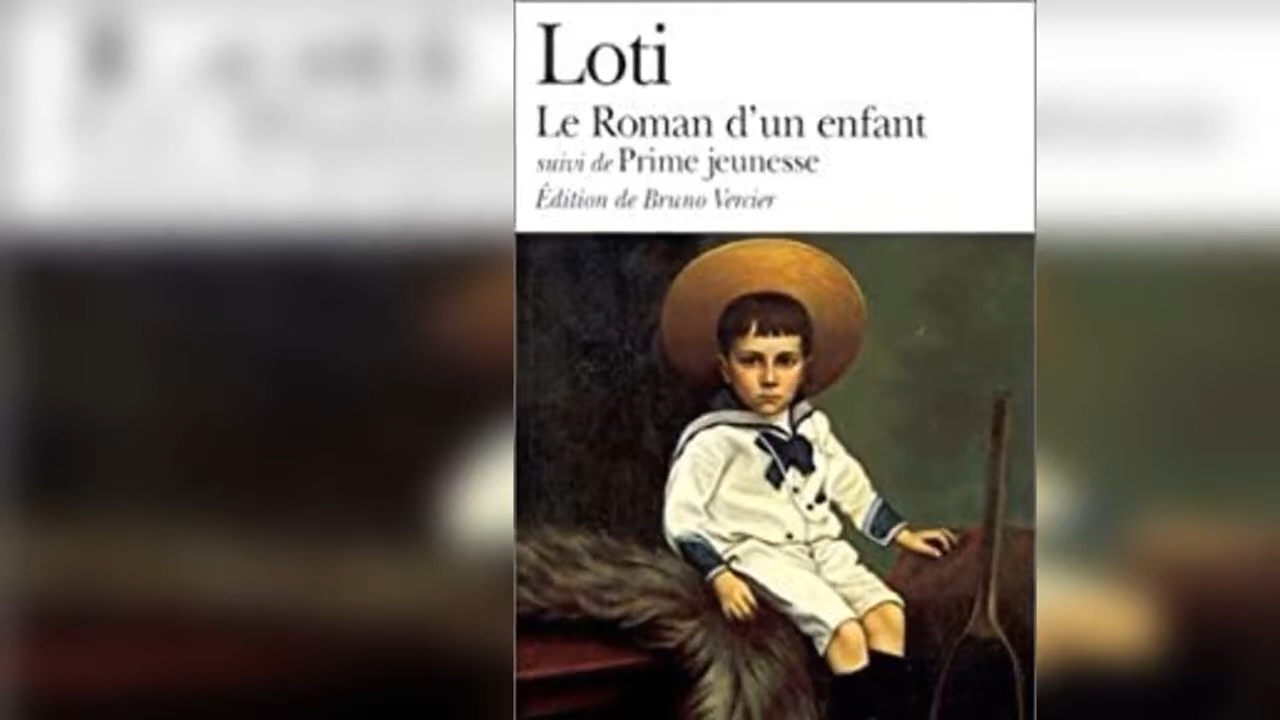 Loti
Le Roman d'un enfant
suivi de Prime jeunesse
Édition de Bruno Vercier